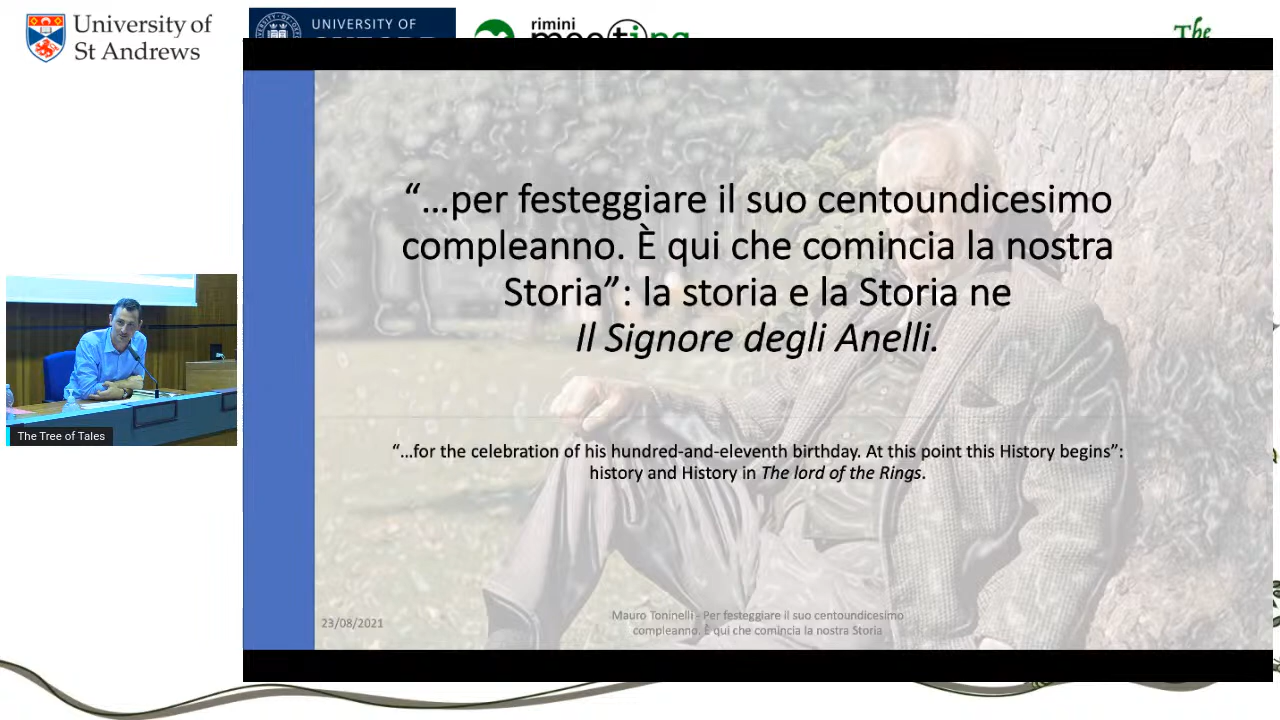 University of
St Andrews
UNIVERSITY OF
rimini
meeting
The
“...per festeggiare il suo centoundicesimo
compleanno. È qui che comincia la nostra
Storia”: la storia e la Storia ne
Il Signore degli Anelli.
“...for the celebration of his hundred-and-eleventh birthday. At this point this History begins”:
history and History in The lord of the Rings.
The Tree of Tales
23/08/2021
Mauro Toninelli - Per festeggiare il suo centoundicesimo
compleanno. È qui che comincia la nostra Storia